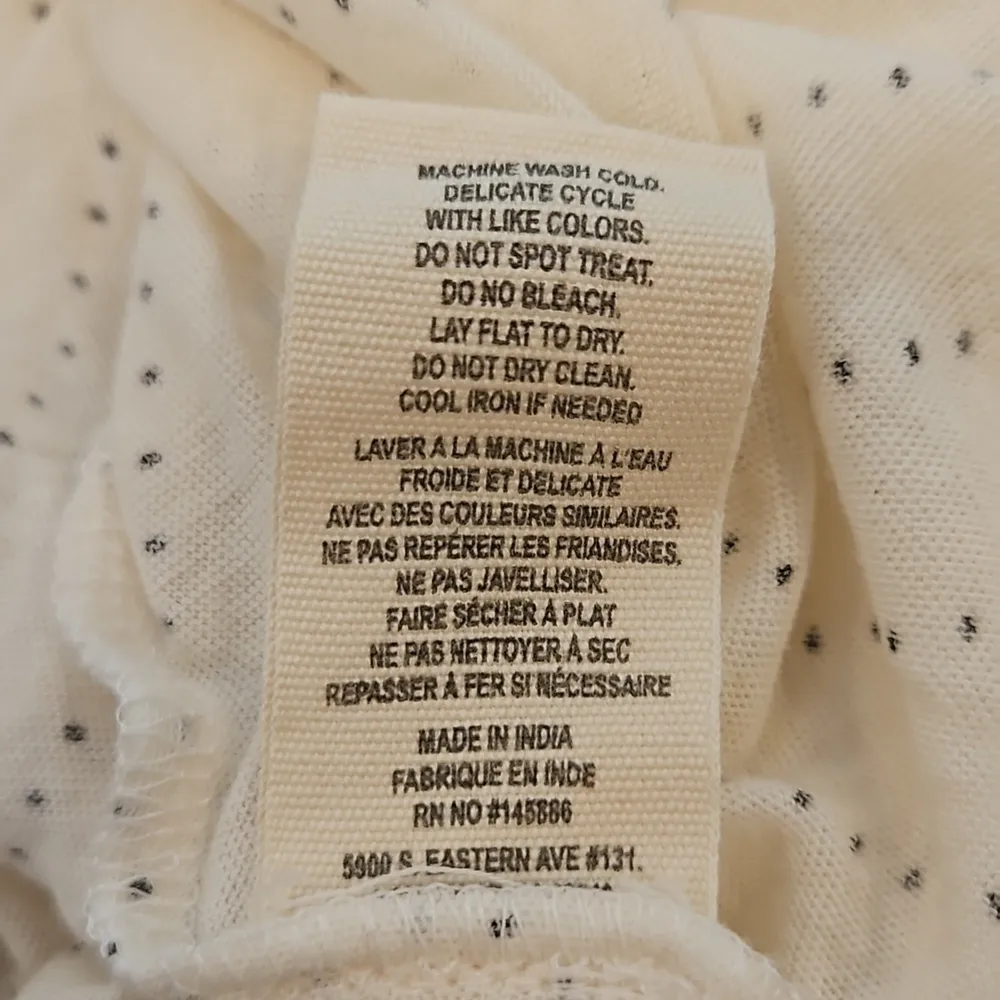 MACHINE WASH COLD.
DELICATE CYCLE
WITH LIKE COLORS.
DO NOT SPOT TREAT.
DO NO BLEACH.
LAY FLAT TO DRY.
DO NOT DRY CLEAN.
COOL IRON IF NEEDED
LAVER A LA MACHINE À L'EAU
FROIDE ET DELICATE
AVEC DES COULEURS SIMILAIRES.
NE PAS REPÉRER LES FRIANDISES.
NE PAS JAVELLISER.
FAIRE SÉCHER À PLAT
NE PAS NETTOYER À SEC
REPASSER À FER SI NÉCESSAIRE
MADE IN INDIA
FABRIQUE EN INDE
RN NO #145886
5900 S. EASTERN AVE #131.